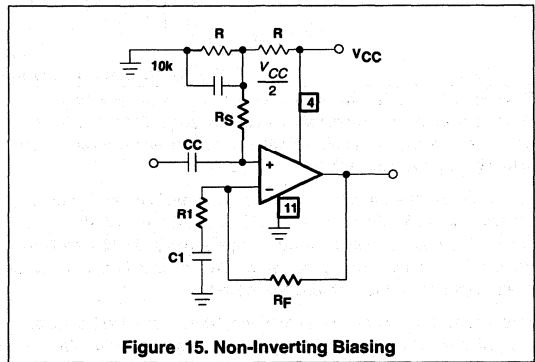 R R
10k
V_CC
V_CC
2
4
R_S
CC
+
−
11
R1
C1
R_F
Figure 15. Non-Inverting Biasing